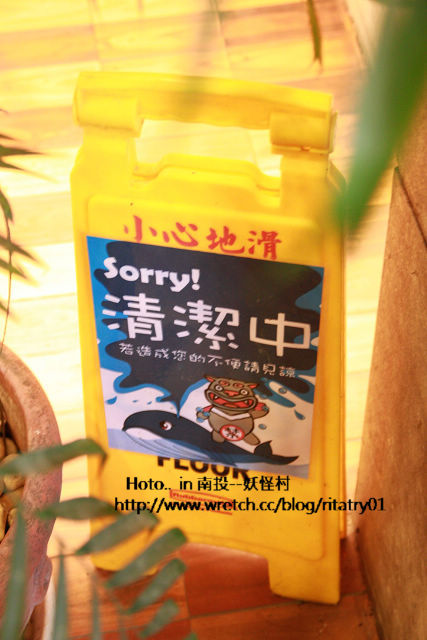 小心地滑
Sorry!
清潔中
若造成您的不便請見諒
FLOOR
Hoto.. in 南投--妖怪村
http://www.wretch.cc/blog/ritatry01